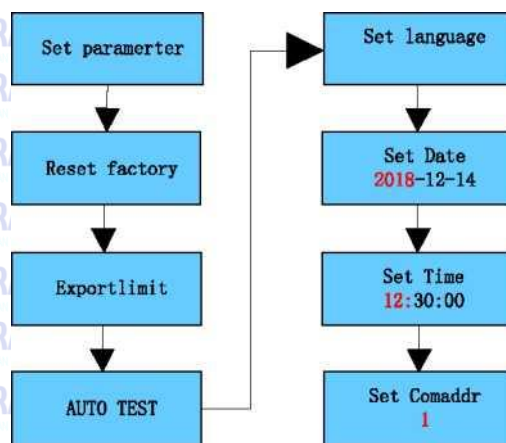 Set paramerter
Reset factory
Exportlimit
AUTO TEST
Set language
Set Date
2018-12-14
Set Time
12:30:00
Set Comaddr
1